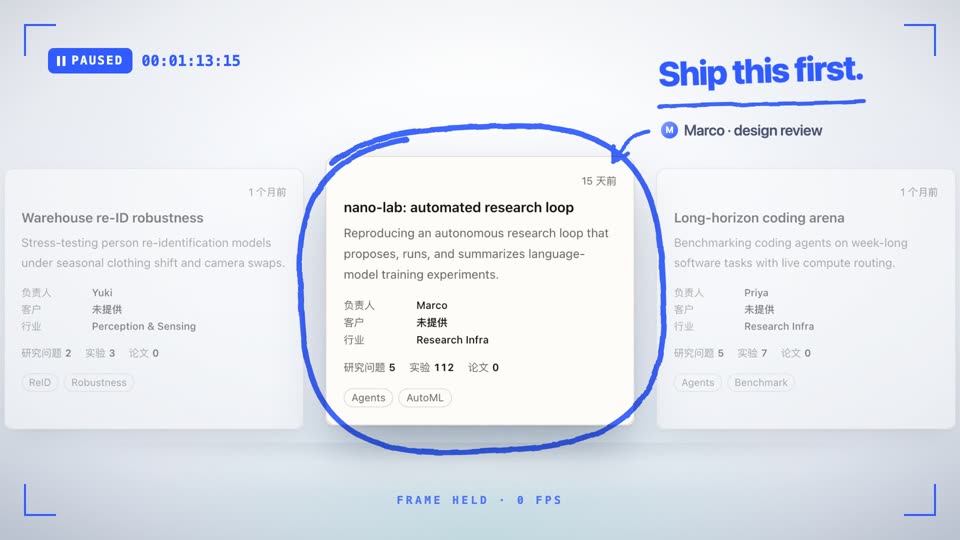 PAUSED 00:01:13:15
Ship this first.
M Marco · design review
1 个月前
Warehouse re-ID robustness
Stress-testing person re-identification models
under seasonal clothing shift and camera swaps.
负责人 Yuki
客户 未提供
行业 Perception & Sensing
研究问题 2 实验 3 论文 0
ReID Robustness
15 天前
nano-lab: automated research loop
Reproducing an autonomous research loop that
proposes, runs, and summarizes language-
model training experiments.
负责人 Marco
客户 未提供
行业 Research Infra
研究问题 5 实验 112 论文 0
Agents AutoML
1 个月前
Long-horizon coding arena
Benchmarking coding agents on week-long
software tasks with live compute routing.
负责人 Priya
客户 未提供
行业 Research Infra
研究问题 5 实验 7 论文 0
Agents Benchmark
FRAME HELD · 0 FPS